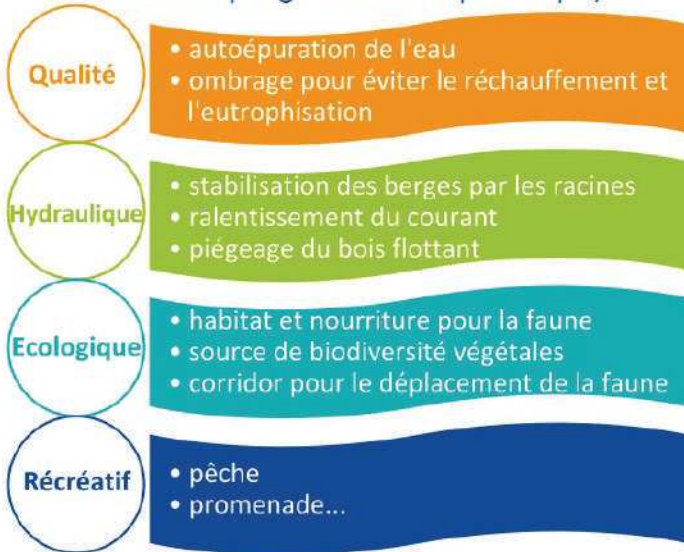 Qualité
• autoépuration de l'eau
• ombrage pour éviter le réchauffement et
l'eutrophisation
Hydraulique
• stabilisation des berges par les racines
• ralentissement du courant
• piégeage du bois flottant
Ecologique
• habitat et nourriture pour la faune
• source de biodiversité végétales
• corridor pour le déplacement de la faune
Récréatif
• pêche
• promenade...